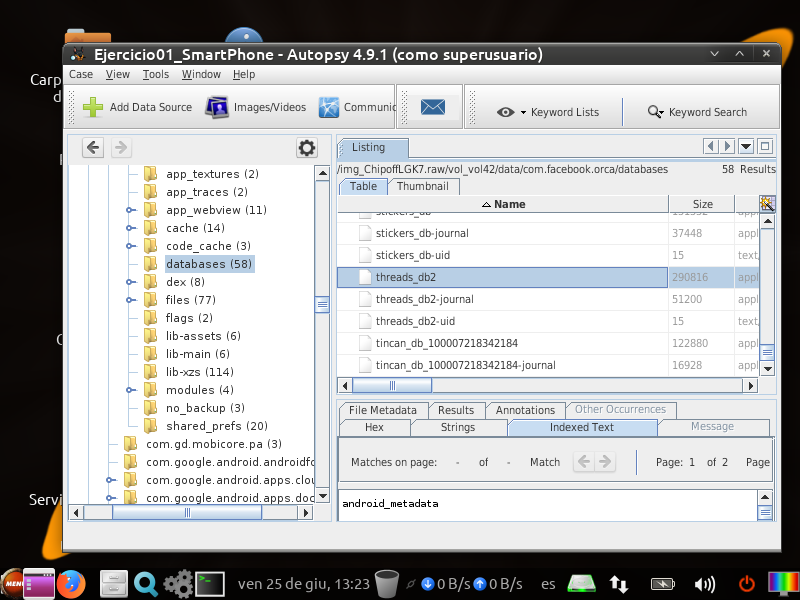 Carp
d
Servi
C
Ejercicio01_SmartPhone - Autopsy 4.9.1 (como superusuario)
Case View Tools Window Help
Add Data Source Images/Videos Communic Keyword Lists Keyword Search
app_textures (2)
app_traces (2)
app_webview (11)
cache (14)
code_cache (3)
databases (58)
dex (8)
files (77)
flags (2)
lib-assets (6)
lib-main (6)
lib-xzs (114)
modules (4)
no_backup (3)
shared_prefs (20)
com.gd.mobicore.pa (3)
com.google.android.androidfo
com.google.android.apps.clou
com.google.android.apps.doc
Listing
/img_ChipoffLGK7.raw/vol_vol42/data/com.facebook.orca/databases 58 Results
Table Thumbnail
Name Size
stickers_db 131552 appl
stickers_db-journal 37448 appl
stickers_db-uid 15 text,
threads_db2 290816 appl
threads_db2-journal 51200 appl
threads_db2-uid 15 text,
tincan_db_100007218342184 122880 appl
tincan_db_100007218342184-journal 16928 appl
File Metadata Results Annotations Other Occurrences
Hex Strings Indexed Text Message
Matches on page: - of - Match Page: 1 of 2 Page
android_metadata
MENU ven 25 de giu, 13:23 0 B/s 0 B/s es